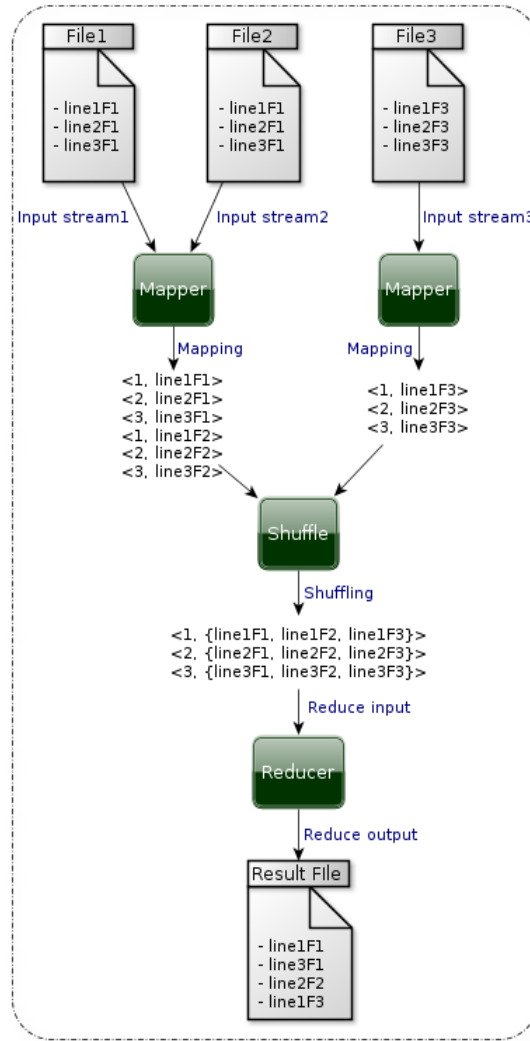 File1
File2
File3
- line1F1
- line2F1
- line3F1
- line1F1
- line2F1
- line3F1
- line1F3
- line2F3
- line3F3
Input stream1
Input stream2
Input stream3
Mapper
Mapper
Mapping
Mapping
<1, line1F1>
<2, line2F1>
<3, line3F1>
<1, line1F2>
<2, line2F2>
<3, line3F2>
<1, line1F3>
<2, line2F3>
<3, line3F3>
Shuffle
Shuffling
<1, {line1F1, line1F2, line1F3}>
<2, {line2F1, line2F2, line2F3}>
<3, {line3F1, line3F2, line3F3}>
Reduce input
Reducer
Reduce output
Result FIle
- line1F1
- line3F1
- line2F2
- line1F3